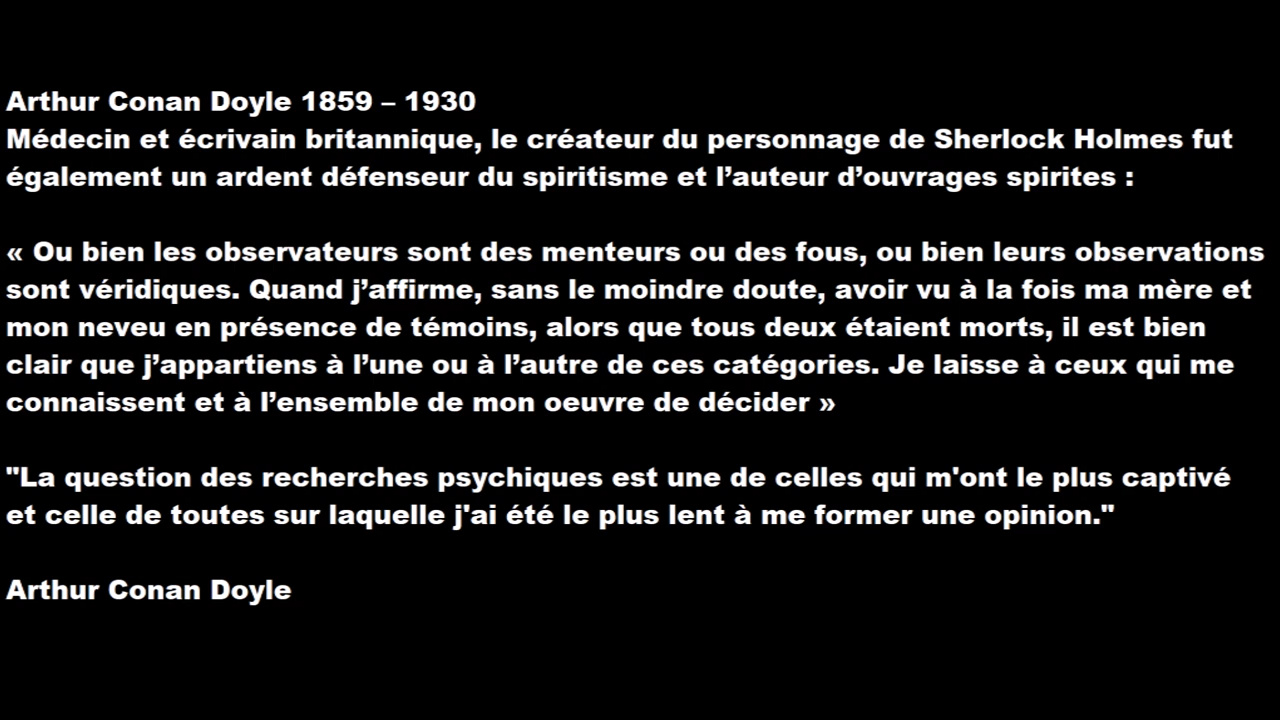 Arthur Conan Doyle 1859 – 1930
Médecin et écrivain britannique, le créateur du personnage de Sherlock Holmes fut
également un ardent défenseur du spiritisme et l’auteur d’ouvrages spirites :
« Ou bien les observateurs sont des menteurs ou des fous, ou bien leurs observations
sont véridiques. Quand j’affirme, sans le moindre doute, avoir vu à la fois ma mère et
mon neveu en présence de témoins, alors que tous deux étaient morts, il est bien
clair que j’appartiens à l’une ou à l’autre de ces catégories. Je laisse à ceux qui me
connaissent et à l’ensemble de mon oeuvre de décider »
"La question des recherches psychiques est une de celles qui m'ont le plus captivé
et celle de toutes sur laquelle j'ai été le plus lent à me former une opinion."
Arthur Conan Doyle